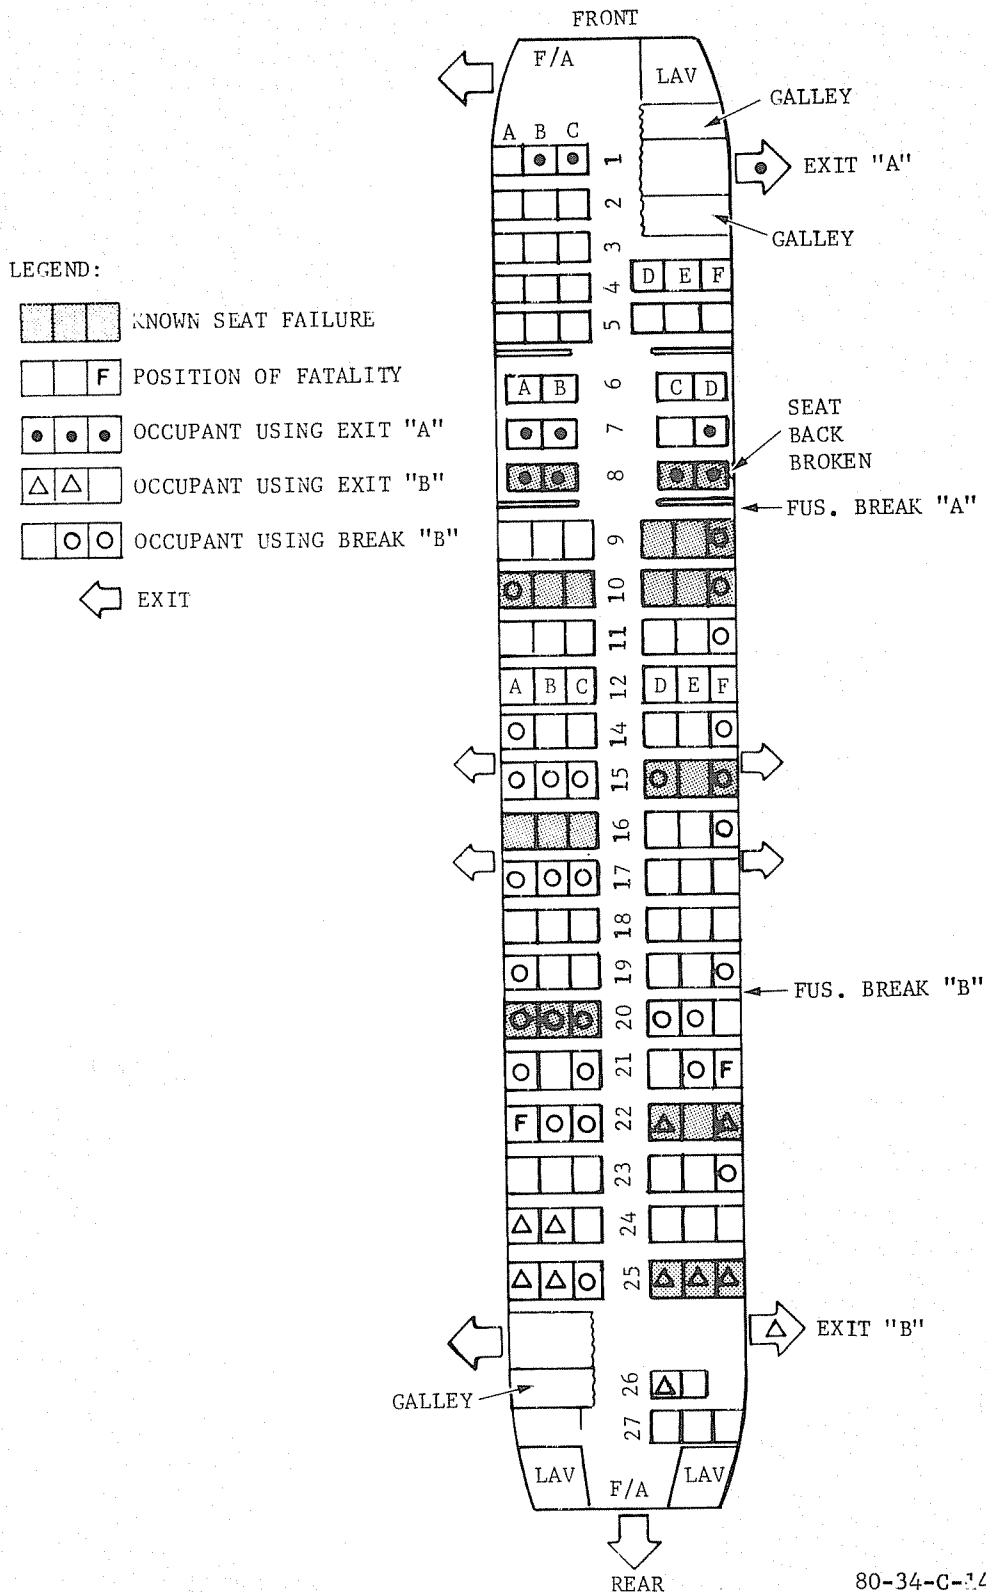 FRONT
F/A
LAV
GALLEY
A B C
1
EXIT "A"
2
GALLEY
3
LEGEND:
4
D E F
KNOWN SEAT FAILURE
5
F POSITION OF FATALITY
A B
6
C D
OCCUPANT USING EXIT "A"
7
SEAT
BACK
BROKEN
OCCUPANT USING EXIT "B"
8
FUS. BREAK "A"
OCCUPANT USING BREAK "B"
9
EXIT
10
11
A B C
12
D E F
14
15
16
17
18
19
FUS. BREAK "B"
20
21
F
F
22
23
24
25
EXIT "B"
26
GALLEY
27
LAV
F/A
LAV
REAR
80-34-C-14